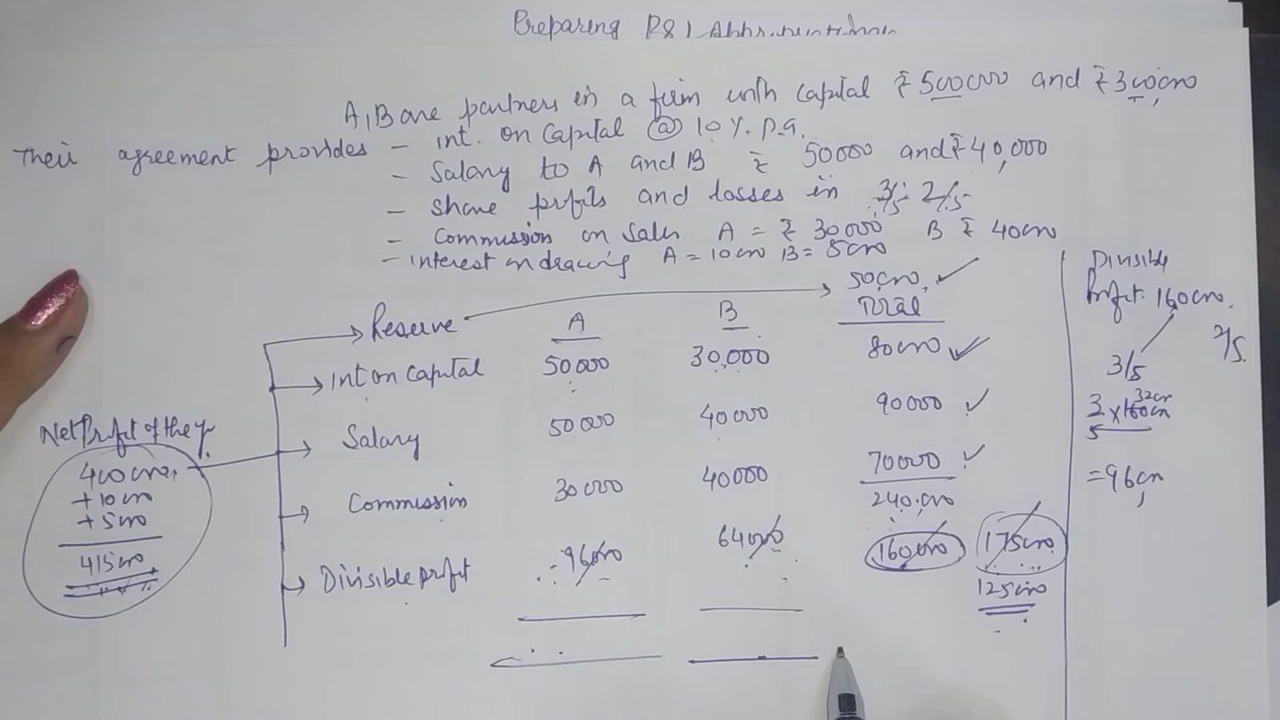 Preparing P&l
A, B are partners in a firm with capital ₹ 500000 and ₹ 300,000
Their agreement provides - int. on Capital @ 10 %. p.a.
- Salary to A and B ₹ 50000 and ₹ 40,000
- Share profits and losses in 3/5 2/5
- Commission on Sales A = ₹ 30000 B ₹ 40000
- interest on drawing A = 10000 B = 5000
50000 ✓
Reserve A B Total
Int on Capital 50000 30,000 80000 ✓
Salary 50000 40000 90000 ✓
Commission 30000 40000 70000 ✓
240,000
Divisible profit 96000 64000 160000 175000
125000
Net Profit of the yr.
400000,
+ 10000
+ 5000
415000
Divisible
Profit. 160000.
3/5 2/5.
32000
3 x 160000
5
= 96000